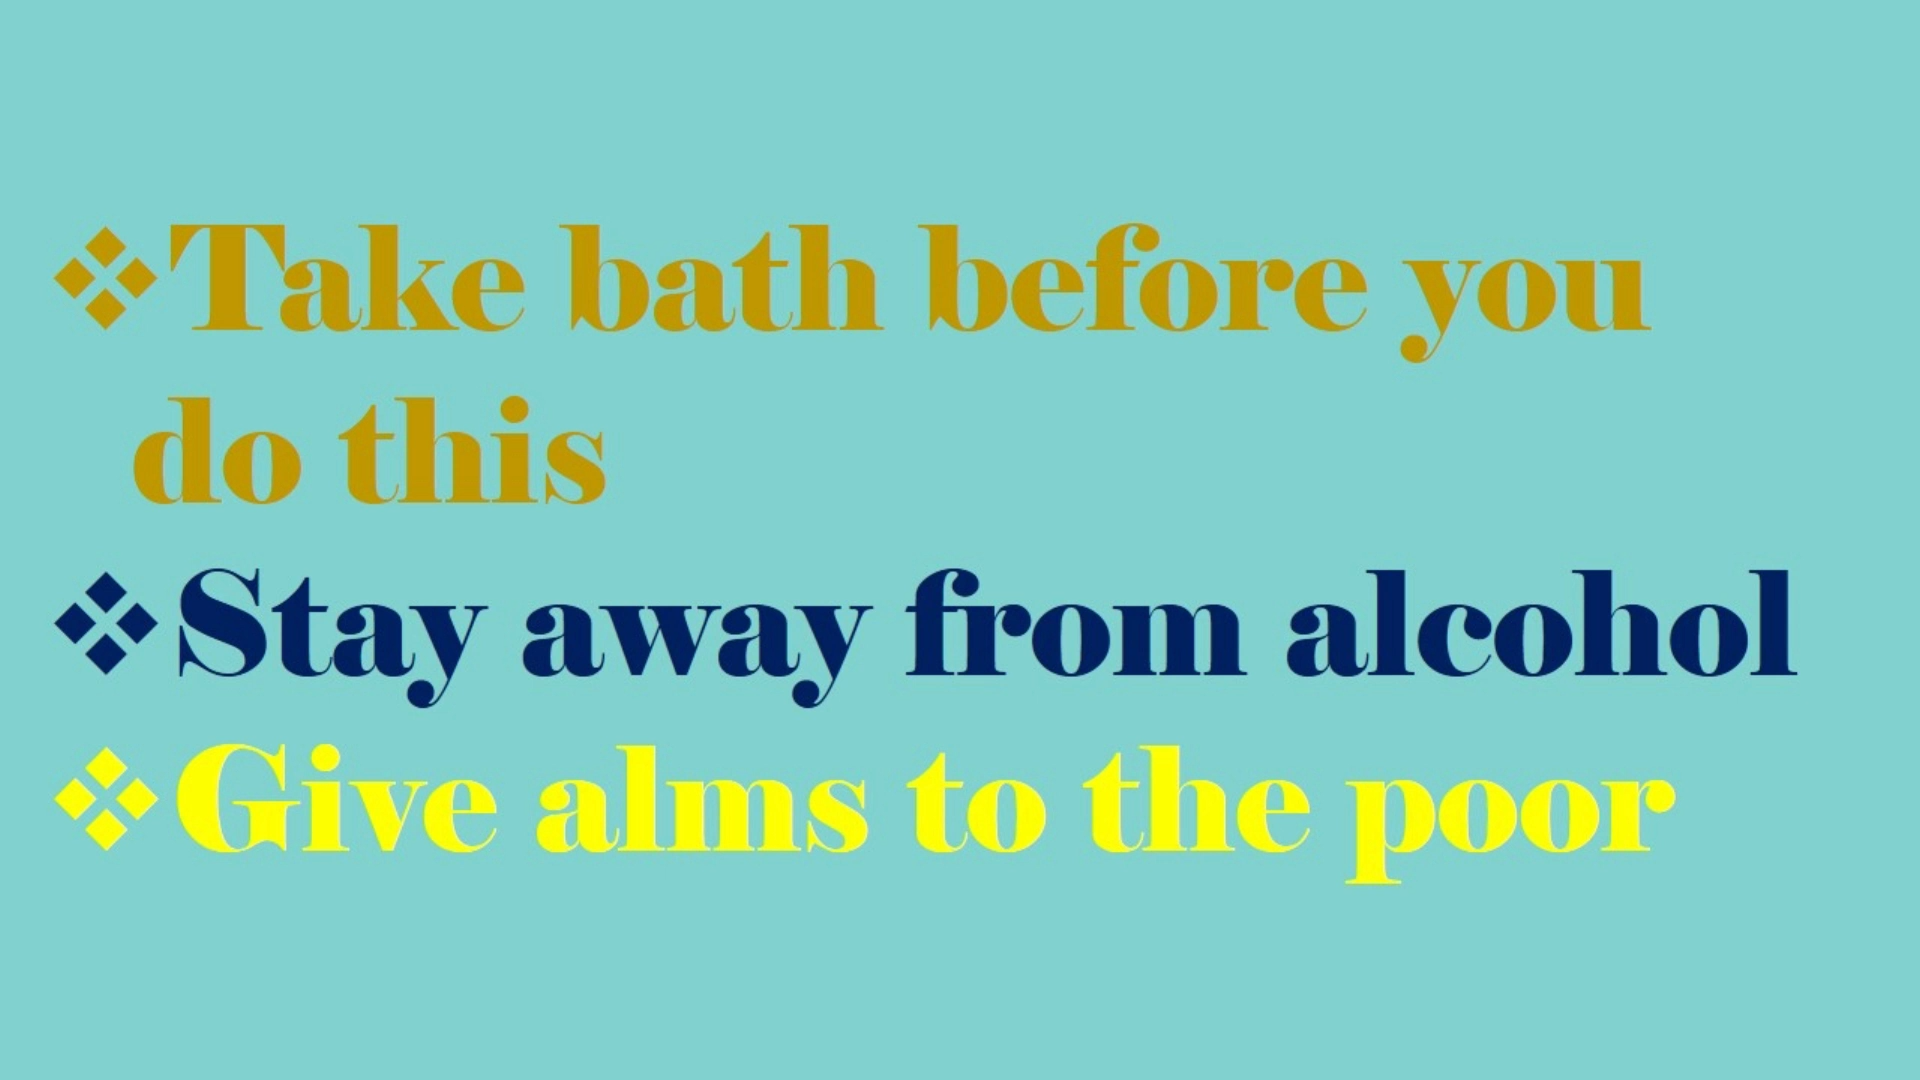 ❖Take bath before you
do this
❖Stay away from alcohol
❖Give alms to the poor